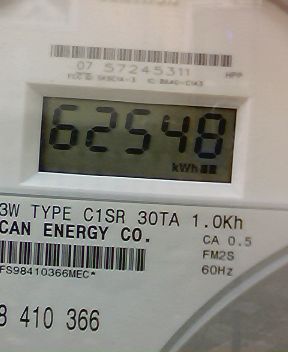 07 57245311
HPP
62548
kWh
3W TYPE C1SR 30TA 1.0Kh
CAN ENERGY CO.
CA 0.5
FM2S
60Hz
FS98410366MEC*
8 410 366